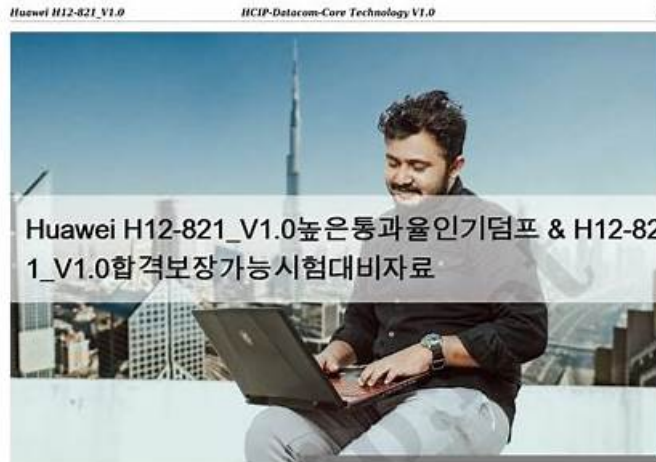 Huawei H12-821_V1.0
HCIP-Datacom-Core Technology V1.0
Huawei H12-821_V1.0높은통과율인기덤프 & H12-82
1_V1.0합격보장가능시험대비자료